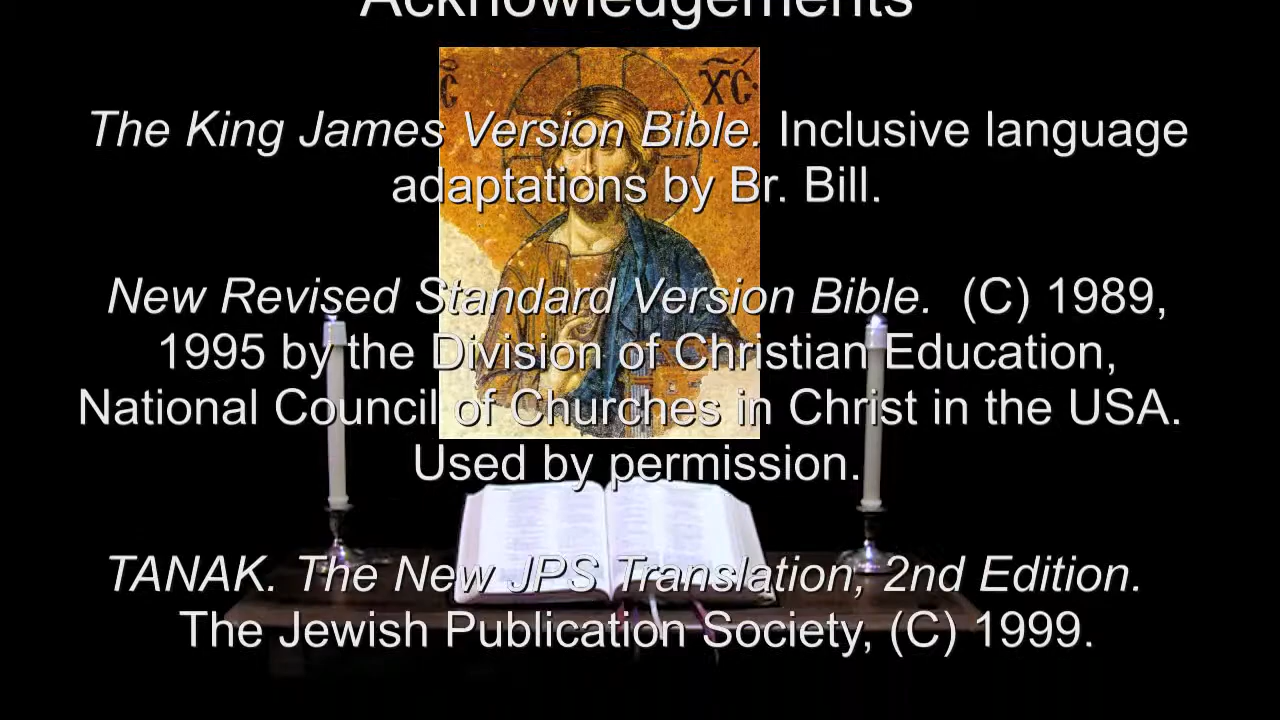 Acknowledgements
The King James Version Bible. Inclusive language
adaptations by Br. Bill.
New Revised Standard Version Bible. (C) 1989,
1995 by the Division of Christian Education,
National Council of Churches in Christ in the USA.
Used by permission.
TANAK. The New JPS Translation, 2nd Edition.
The Jewish Publication Society, (C) 1999.